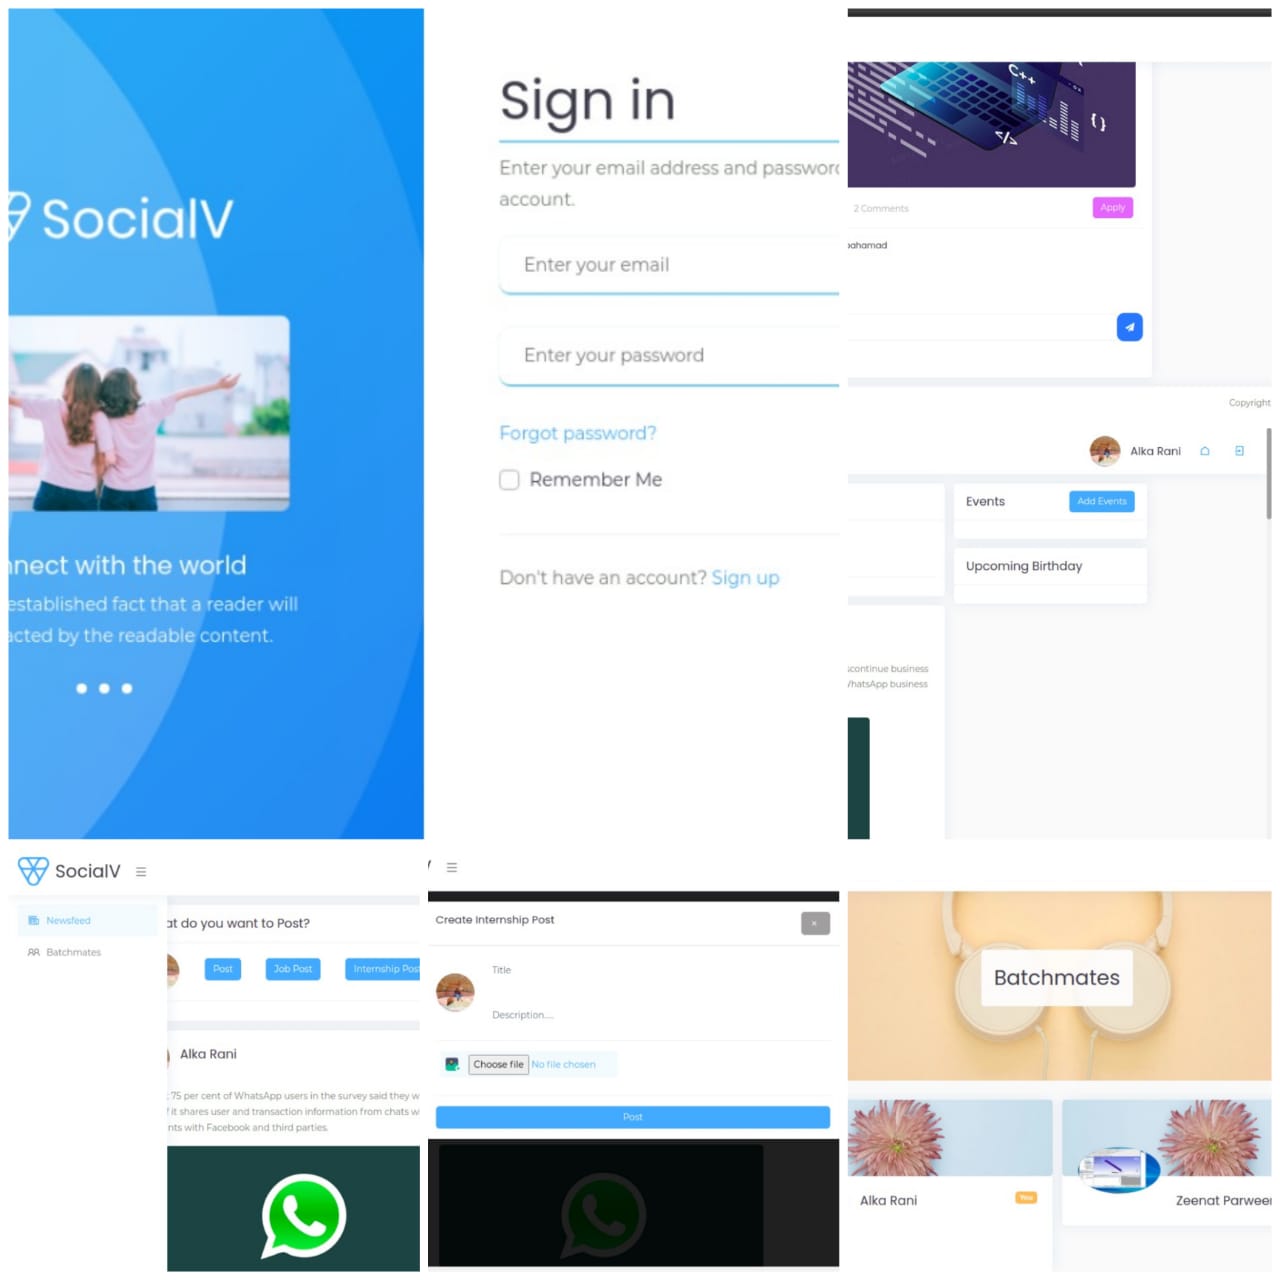 SocialV
nnect with the world
established fact that a reader will
acted by the readable content.
Sign in
Enter your email address and password
account.
Enter your email
Enter your password
Forgot password?
Remember Me
Don't have an account? Sign up
C++
</>
{}
2 Comments
Apply
pahamad
Copyright
Alka Rani
Events
Add Events
Upcoming Birthday
scontinue business
WhatsApp business
SocialV
Newsfeed
Batchmates
at do you want to Post?
Post
Job Post
Internship Post
Alka Rani
75 per cent of WhatsApp users in the survey said they w
f it shares user and transaction information from chats w
nts with Facebook and third parties.
Create Internship Post
×
Title
Description....
Choose file No file chosen
Post
Batchmates
Alka Rani
You
Zeenat Parween